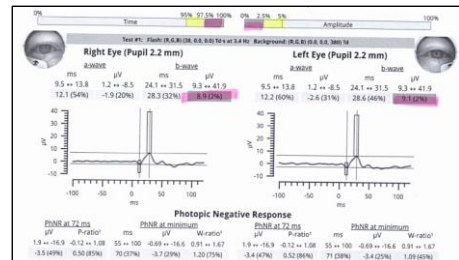 0% Time 95% 97.5% 100% 0% 2.5% 5% Amplitude 100%
Test #1: Flash: (R,G,B) (38, 0.0, 0.0) Td·s at 3.4 Hz Background: (R,G,B) (0.0, 0.0, 380) Td
Right Eye (Pupil 2.2 mm) Left Eye (Pupil 2.2 mm)
a-wave b-wave a-wave b-wave
ms µV ms µV ms µV ms µV
9.5 ↔ 13.8 1.2 ↔ -8.5 24.1 ↔ 31.5 9.3 ↔ 41.9 9.5 ↔ 13.8 1.2 ↔ -8.5 24.1 ↔ 31.5 9.3 ↔ 41.9
12.1 (54%) -1.9 (20%) 28.3 (32%) 8.9 (2%) 12.2 (60%) -2.6 (31%) 28.6 (46%) 9.1 (2%)
40 40
30 30
20 20
10 10
0 0
-10 -10
-100 -50 0 50 100 -100 -50 0 50 100
ms ms
Photopic Negative Response
PhNR at 72 ms PhNR at minimum PhNR at 72 ms PhNR at minimum
µV P-ratio¹ ms µV W-ratio² µV P-ratio¹ ms µV W-ratio²
1.9 ↔ -16.9 -0.12 ↔ 1.08 55 ↔ 100 -0.69 ↔ -16.6 0.91 ↔ 1.67 1.9 ↔ -16.9 -0.12 ↔ 1.08 55 ↔ 100 -0.69 ↔ -16.6 0.91 ↔ 1.67
-3.5 (49%) 0.50 (85%) 70 (37%) -3.7 (29%) 1.20 (75%) -3.4 (47%) 0.52 (86%) 71 (38%) -3.4 (25%) 1.09 (45%)